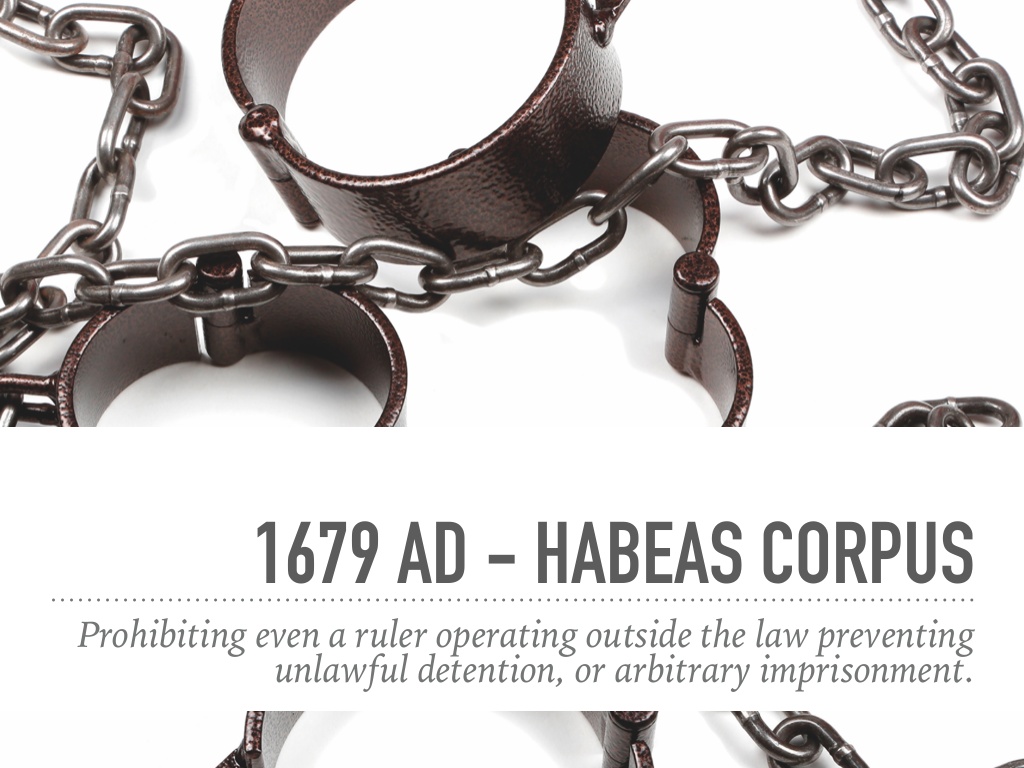 1679 AD – HABEAS CORPUS
Prohibiting even a ruler operating outside the law preventing
unlawful detention, or arbitrary imprisonment.